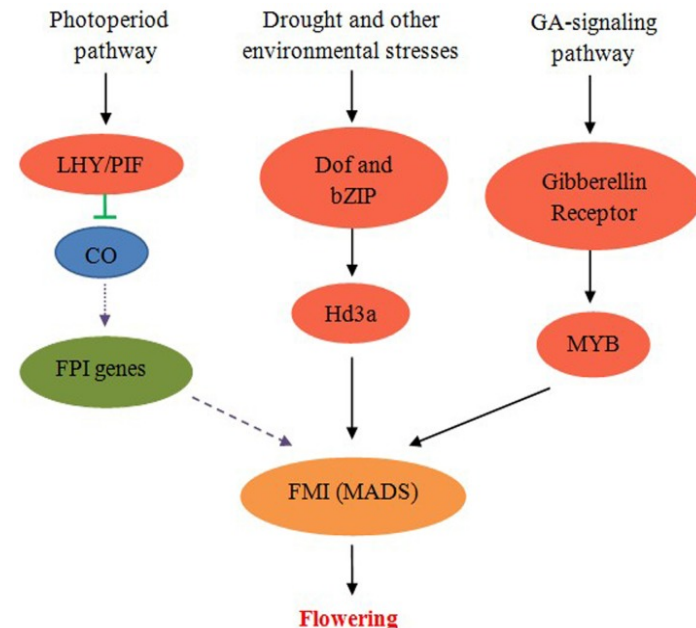 Photoperiod
pathway
Drought and other
environmental stresses
GA-signaling
pathway
LHY/PIF
Dof and
bZIP
Gibberellin
Receptor
CO
Hd3a
MYB
FPI genes
FMI (MADS)
Flowering